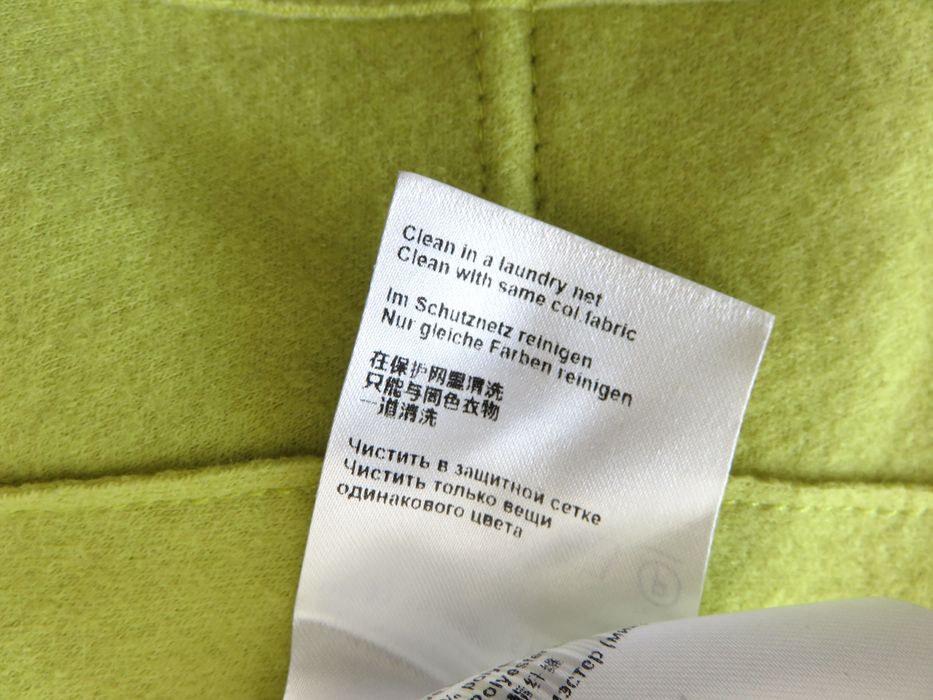 Clean in a laundry net
Clean with same col.fabric
Im Schutznetz reinigen
Nur gleiche Farben reinigen
在保护网里清洗
只能与同色衣物
一道清洗
Чистить в защитной сетке
Чистить только вещи
одинакового цвета